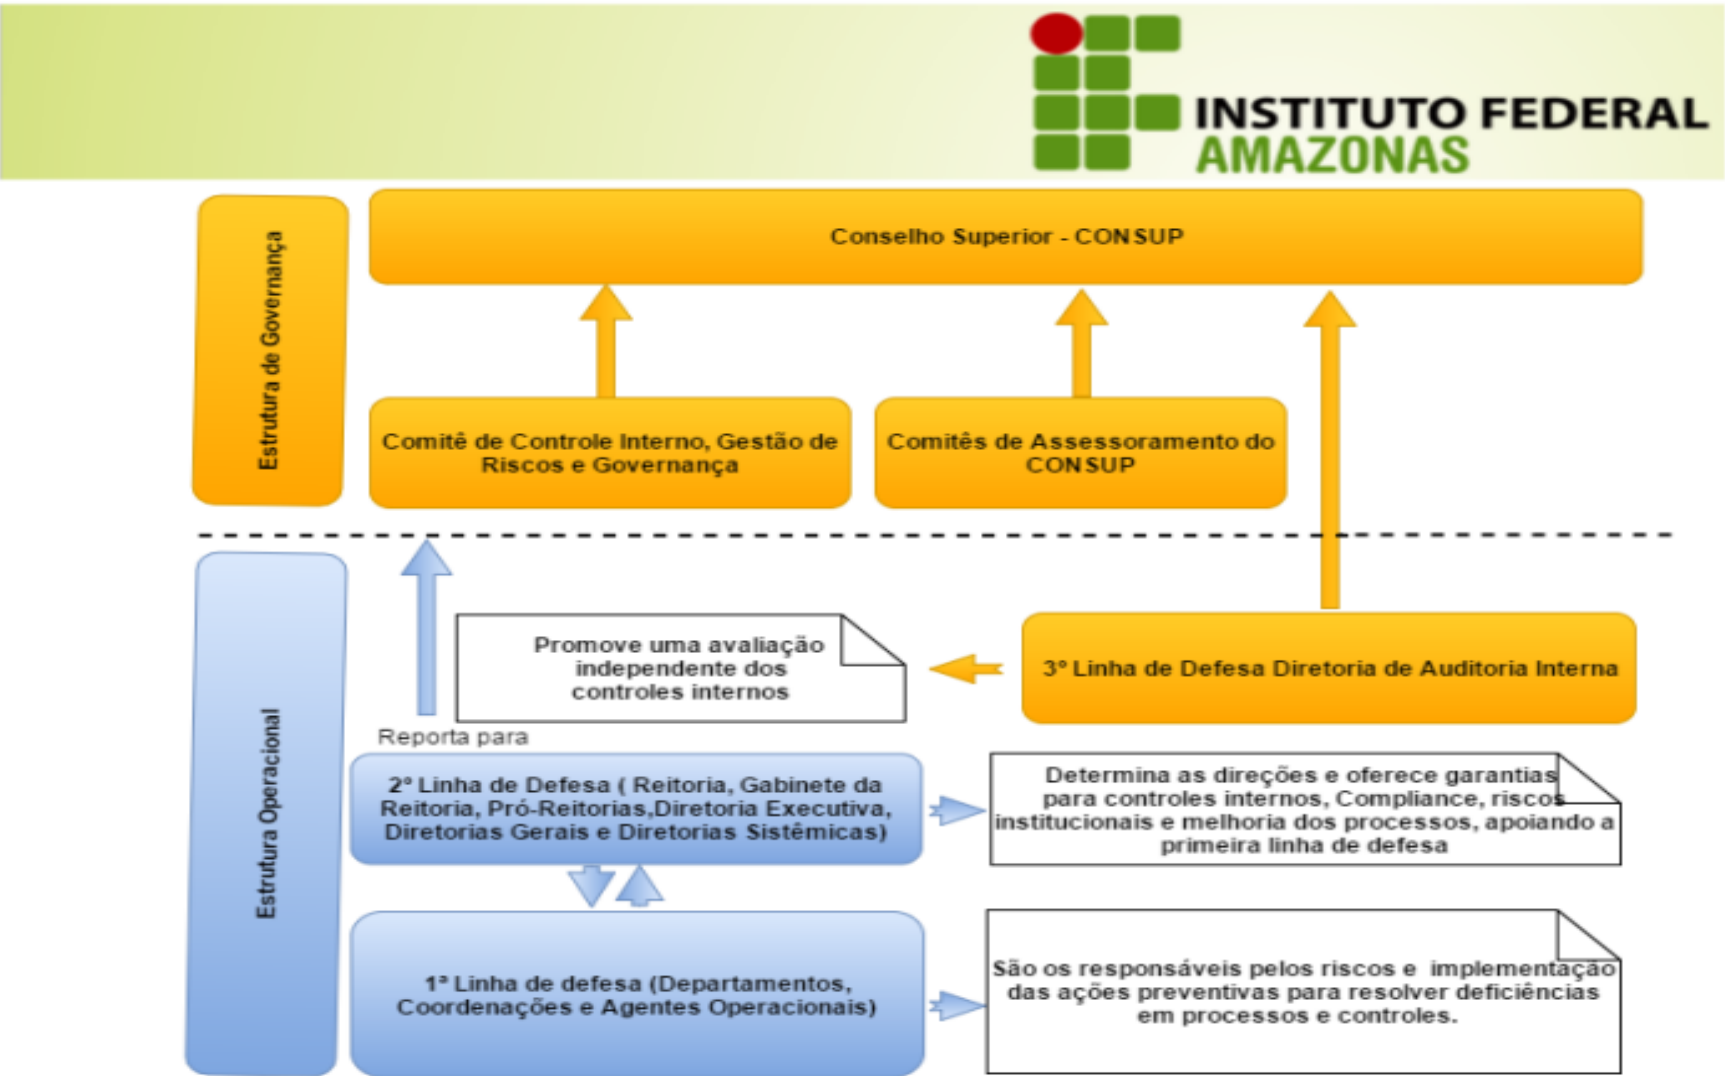 INSTITUTO FEDERAL
AMAZONAS
Estrutura de Governança
Conselho Superior - CONSUP
Comitê de Controle Interno, Gestão de
Riscos e Governança
Comitês de Assessoramento do
CONSUP
Estrutura Operacional
Promove uma avaliação
independente dos
controles internos
3º Linha de Defesa Diretoria de Auditoria Interna
Reporta para
2º Linha de Defesa ( Reitoria, Gabinete da
Reitoria, Pró-Reitorias,Diretoria Executiva,
Diretorias Gerais e Diretorias Sistêmicas)
Determina as direções e oferece garantias
para controles internos, Compliance, riscos
institucionais e melhoria dos processos, apoiando a
primeira linha de defesa
1ª Linha de defesa (Departamentos,
Coordenações e Agentes Operacionais)
São os responsáveis pelos riscos e implementação
das ações preventivas para resolver deficiências
em processos e controles.